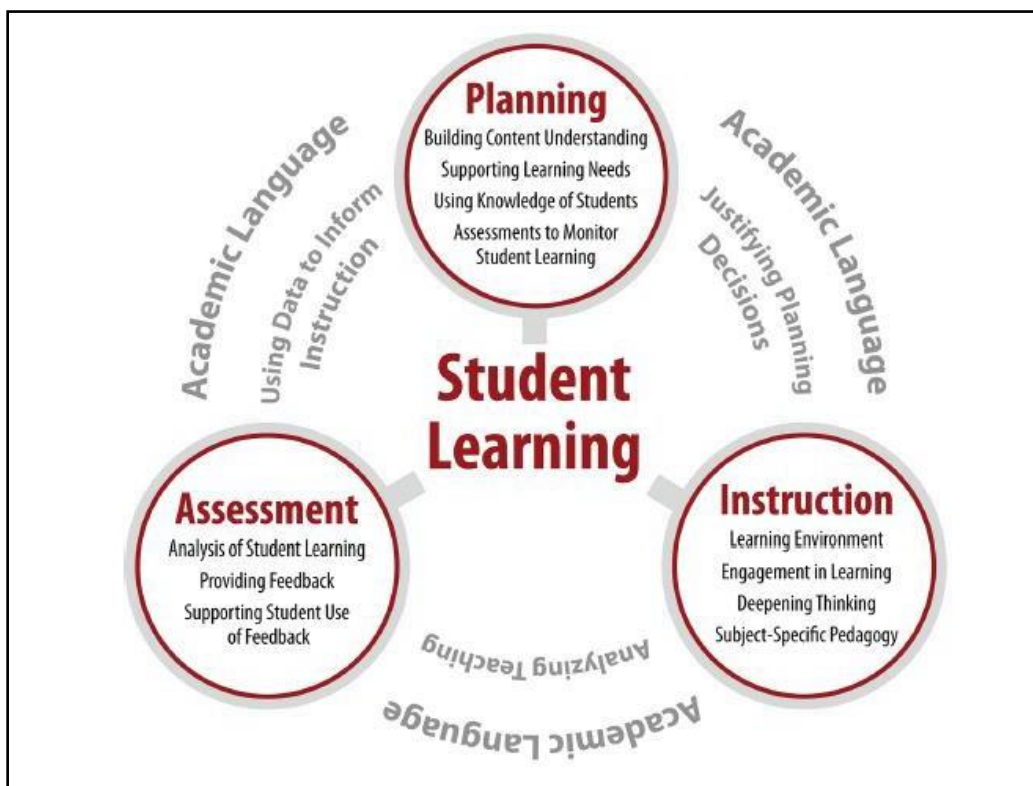 Planning
Building Content Understanding
Supporting Learning Needs
Using Knowledge of Students
Assessments to Monitor
Student Learning
Academic Language
Using Data to Inform
Instruction
Academic Language
Justifying Planning
Decisions
Student
Learning
Assessment
Analysis of Student Learning
Providing Feedback
Supporting Student Use
of Feedback
Instruction
Learning Environment
Engagement in Learning
Deepening Thinking
Subject-Specific Pedagogy
Analyzing Teaching
Academic Language